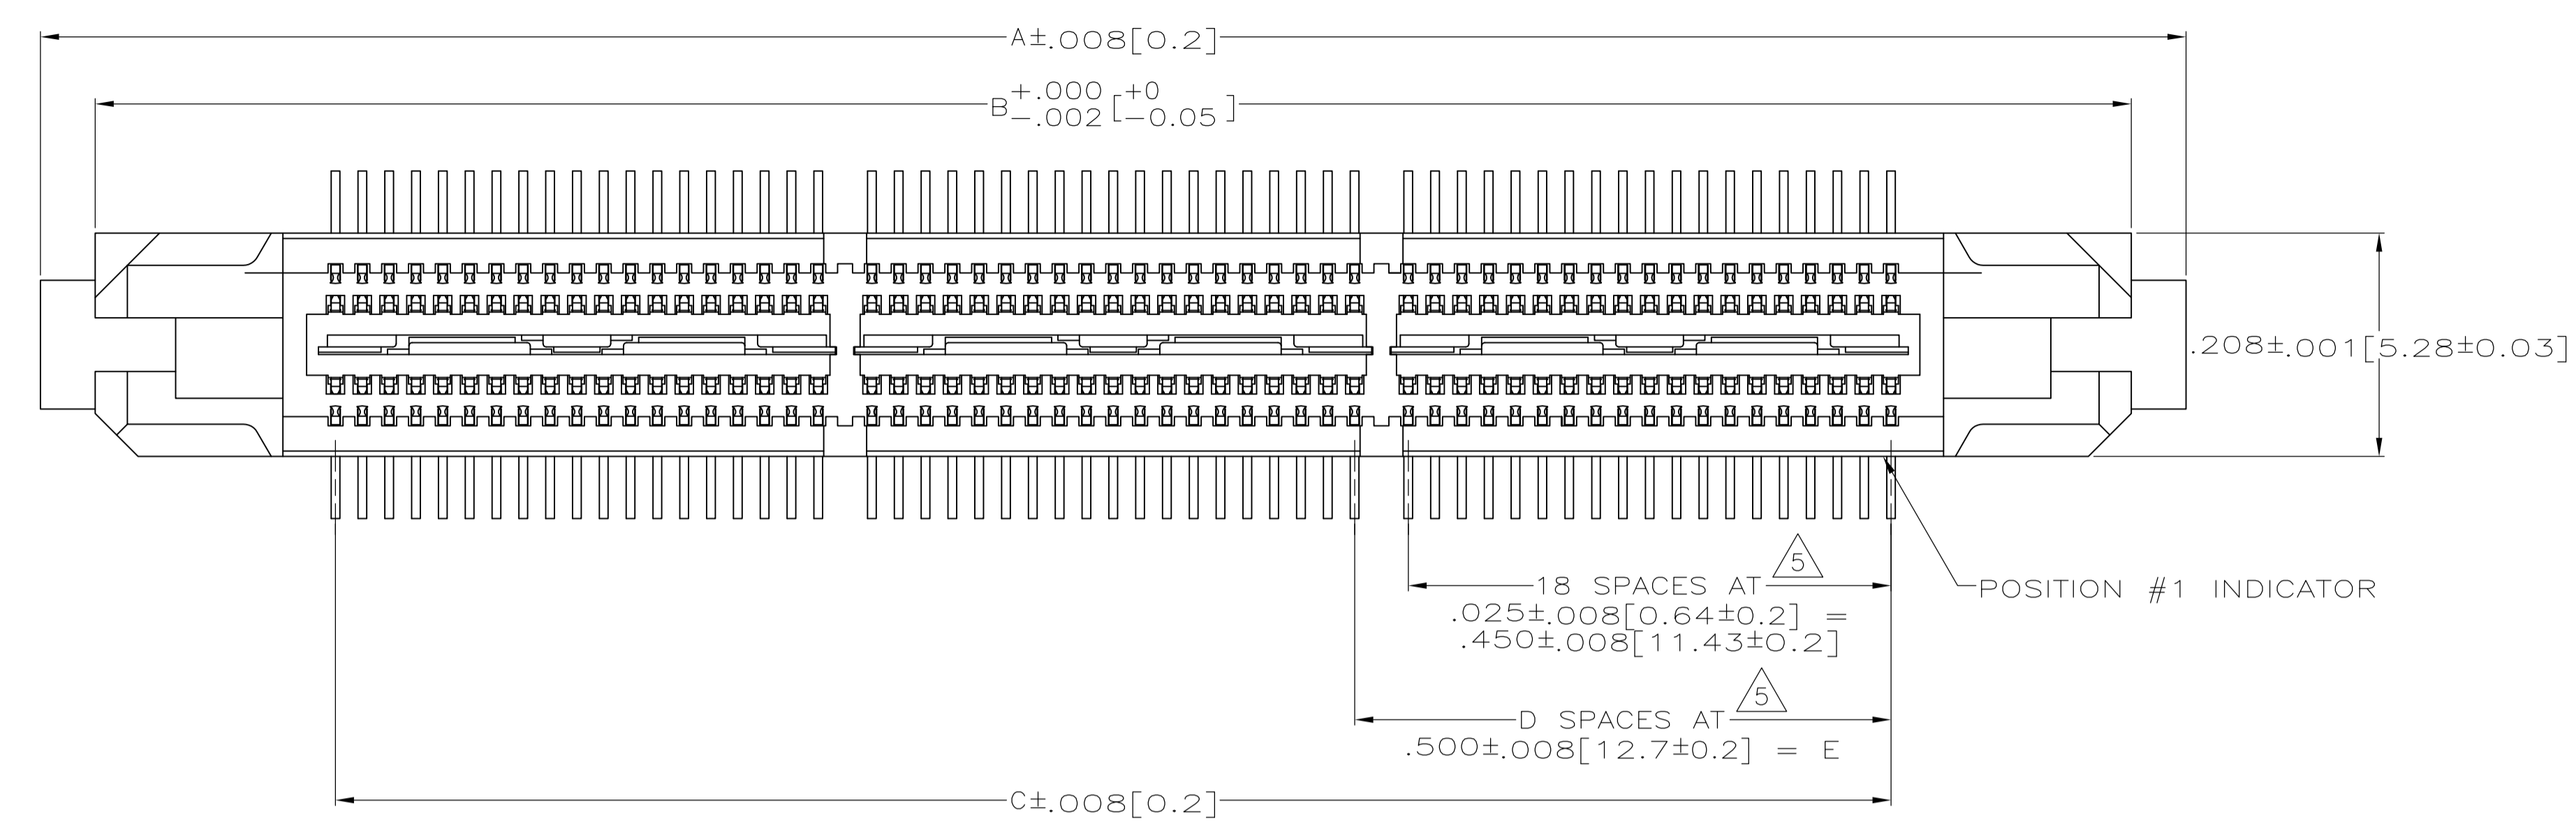 A±.008[0.2]
B +.000 -.002 [ +0 -0.05 ]
.208±.001[5.28±0.03]
5
18 SPACES AT
.025±.008[0.64±0.2] =
.450±.008[11.43±0.2]
POSITION #1 INDICATOR
5
D SPACES AT
.500±.008[12.7±0.2] = E
C±.008[0.2]